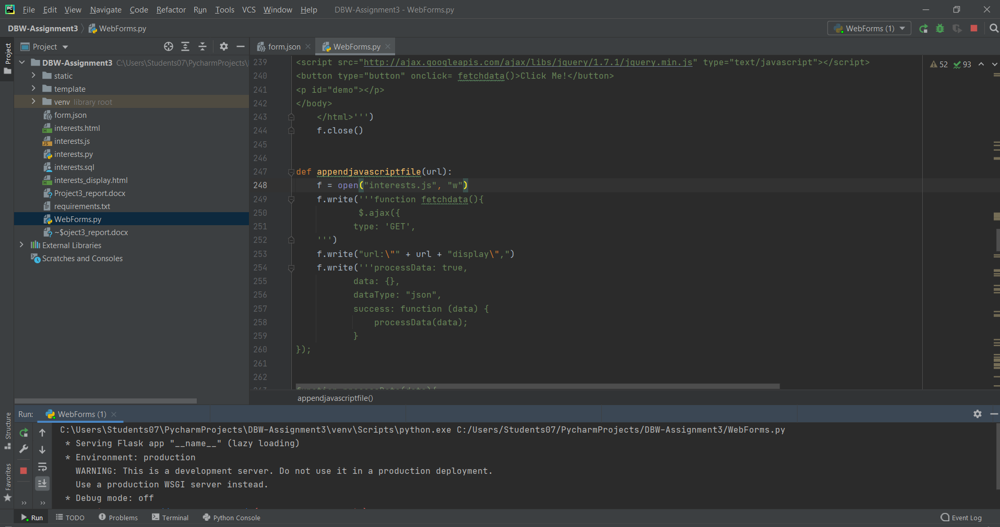 File Edit View Navigate Code Refactor Run Tools VCS Window Help DBW-Assignment3 - WebForms.py
DBW-Assignment3 WebForms.py WebForms (1)
Project
Project
form.json WebForms.py
DBW-Assignment3 C:\Users\Students07\PycharmProjects\
static
template
venv library root
form.json
interests.html
interests.js
interests.py
interests.sql
interests_display.html
Project3_report.docx
requirements.txt
WebForms.py
~$oject3_report.docx
External Libraries
Scratches and Consoles
52 93
239 <script src="http://ajax.googleapis.com/ajax/libs/jquery/1.7.1/jquery.min.js" type="text/javascript"></script>
240 <button type="button" onclick= fetchdata()>Click Me!</button>
241 <p id="demo"></p>
242 </body>
243 </html>''')
244 f.close()
245
246
247 def appendjavascriptfile(url):
248 f = open("interests.js", "w")
249 f.write('''function fetchdata(){
250 $.ajax({
251 type: 'GET',
252 ''')
253 f.write("url:\"" + url + "display\",")
254 f.write('''processData: true,
255 data: {},
256 dataType: "json",
257 success: function (data) {
258 processData(data);
259 }
260 });
261
262
263 function processData(data){
appendjavascriptfile()
Run: WebForms (1)
Structure
Favorites
C:\Users\Students07\PycharmProjects\DBW-Assignment3\venv\Scripts\python.exe C:/Users/Students07/PycharmProjects/DBW-Assignment3/WebForms.py
* Serving Flask app "__name__" (lazy loading)
* Environment: production
WARNING: This is a development server. Do not use it in a production deployment.
Use a production WSGI server instead.
* Debug mode: off
Run TODO Problems Terminal Python Console Event Log